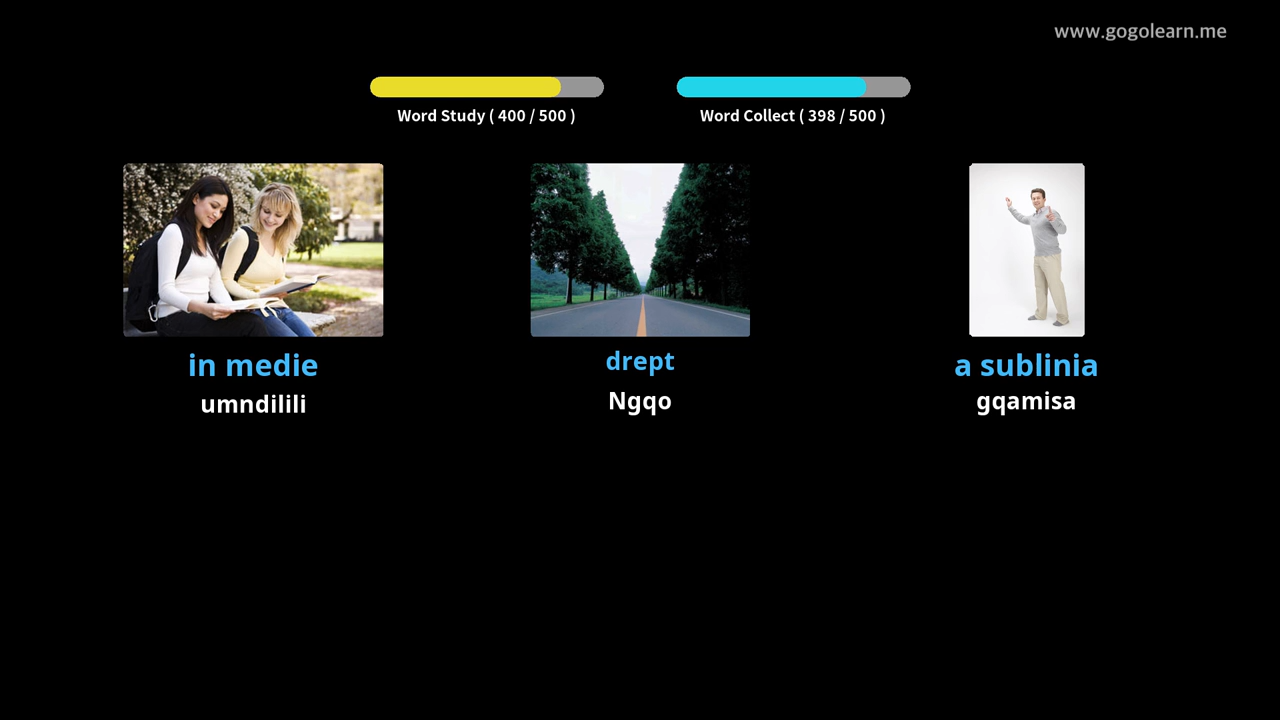 www.gogolearn.me
Word Study ( 400 / 500 )
Word Collect ( 398 / 500 )
in medie
umndilili
drept
Ngqo
a sublinia
gqamisa